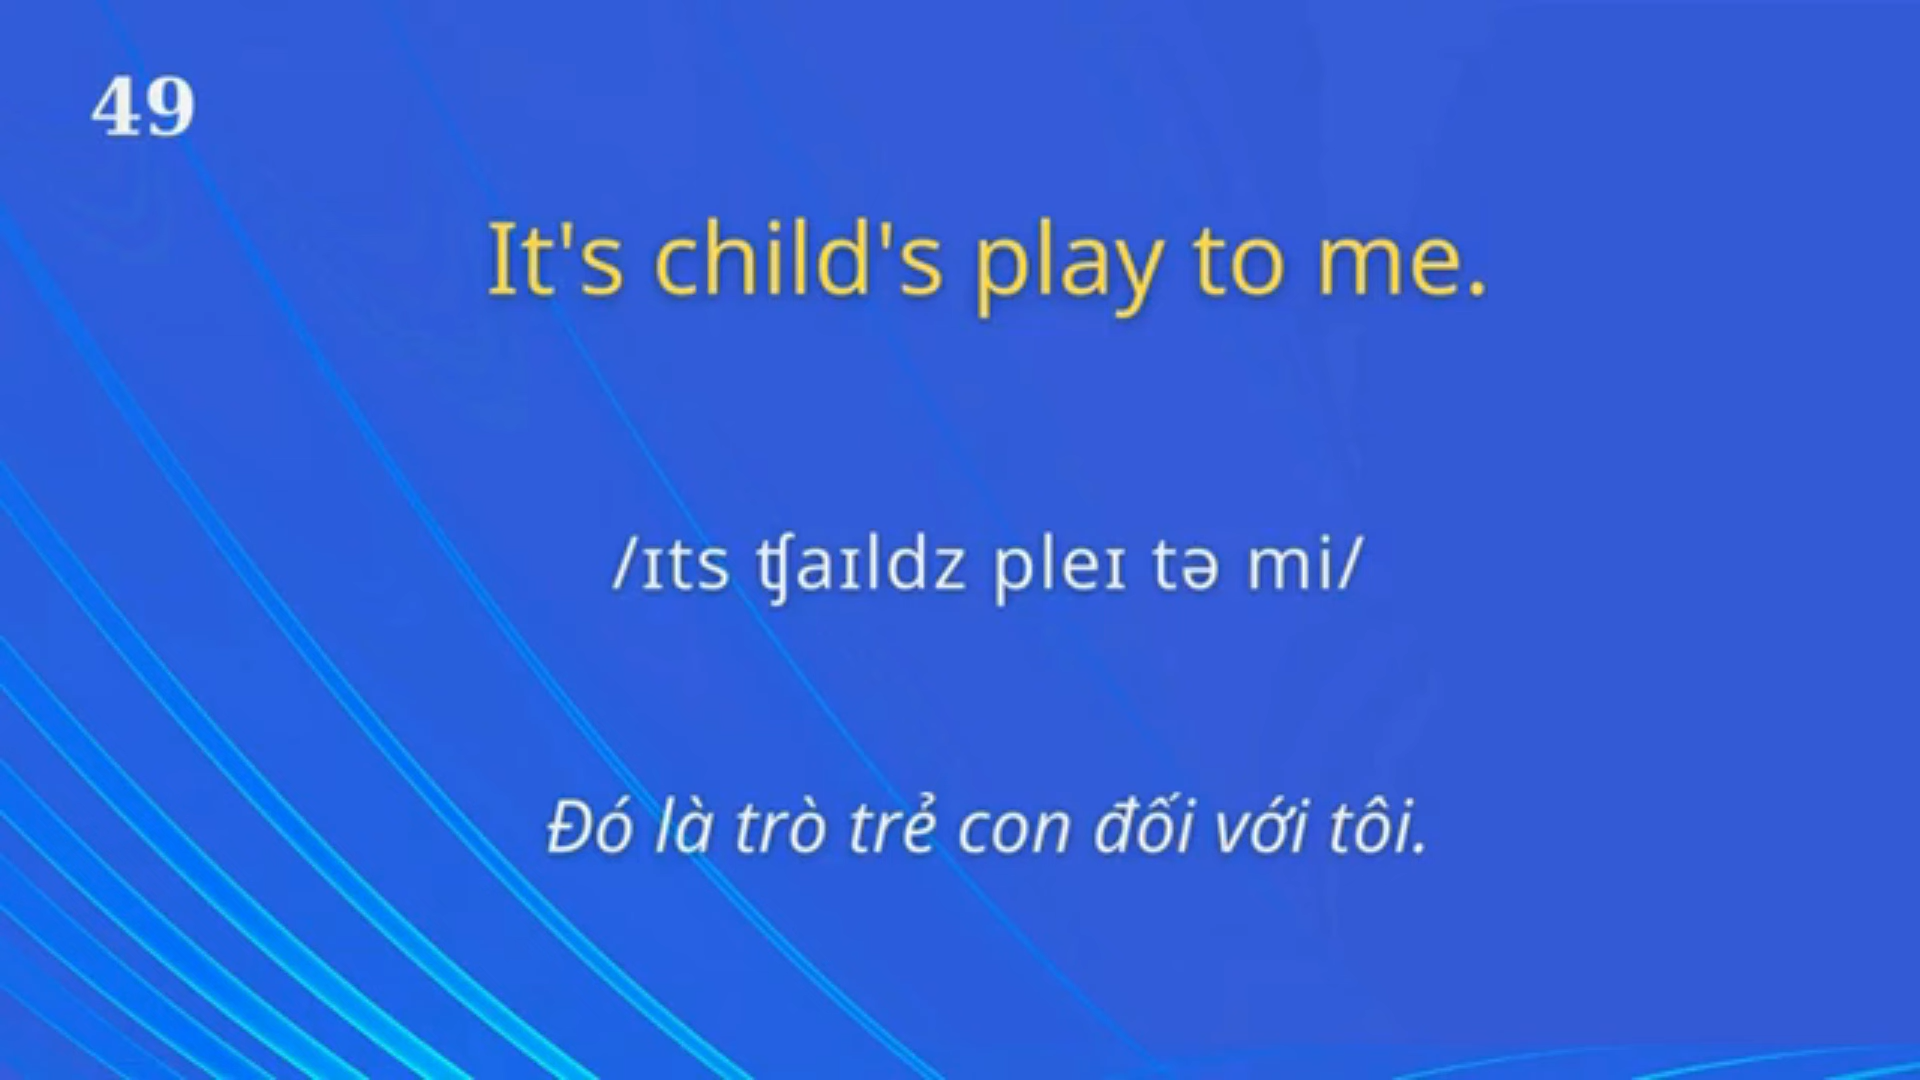 49
It's child's play to me.
/ɪts ʧaɪldz pleɪ tə mi/
Đó là trò trẻ con đối với tôi.